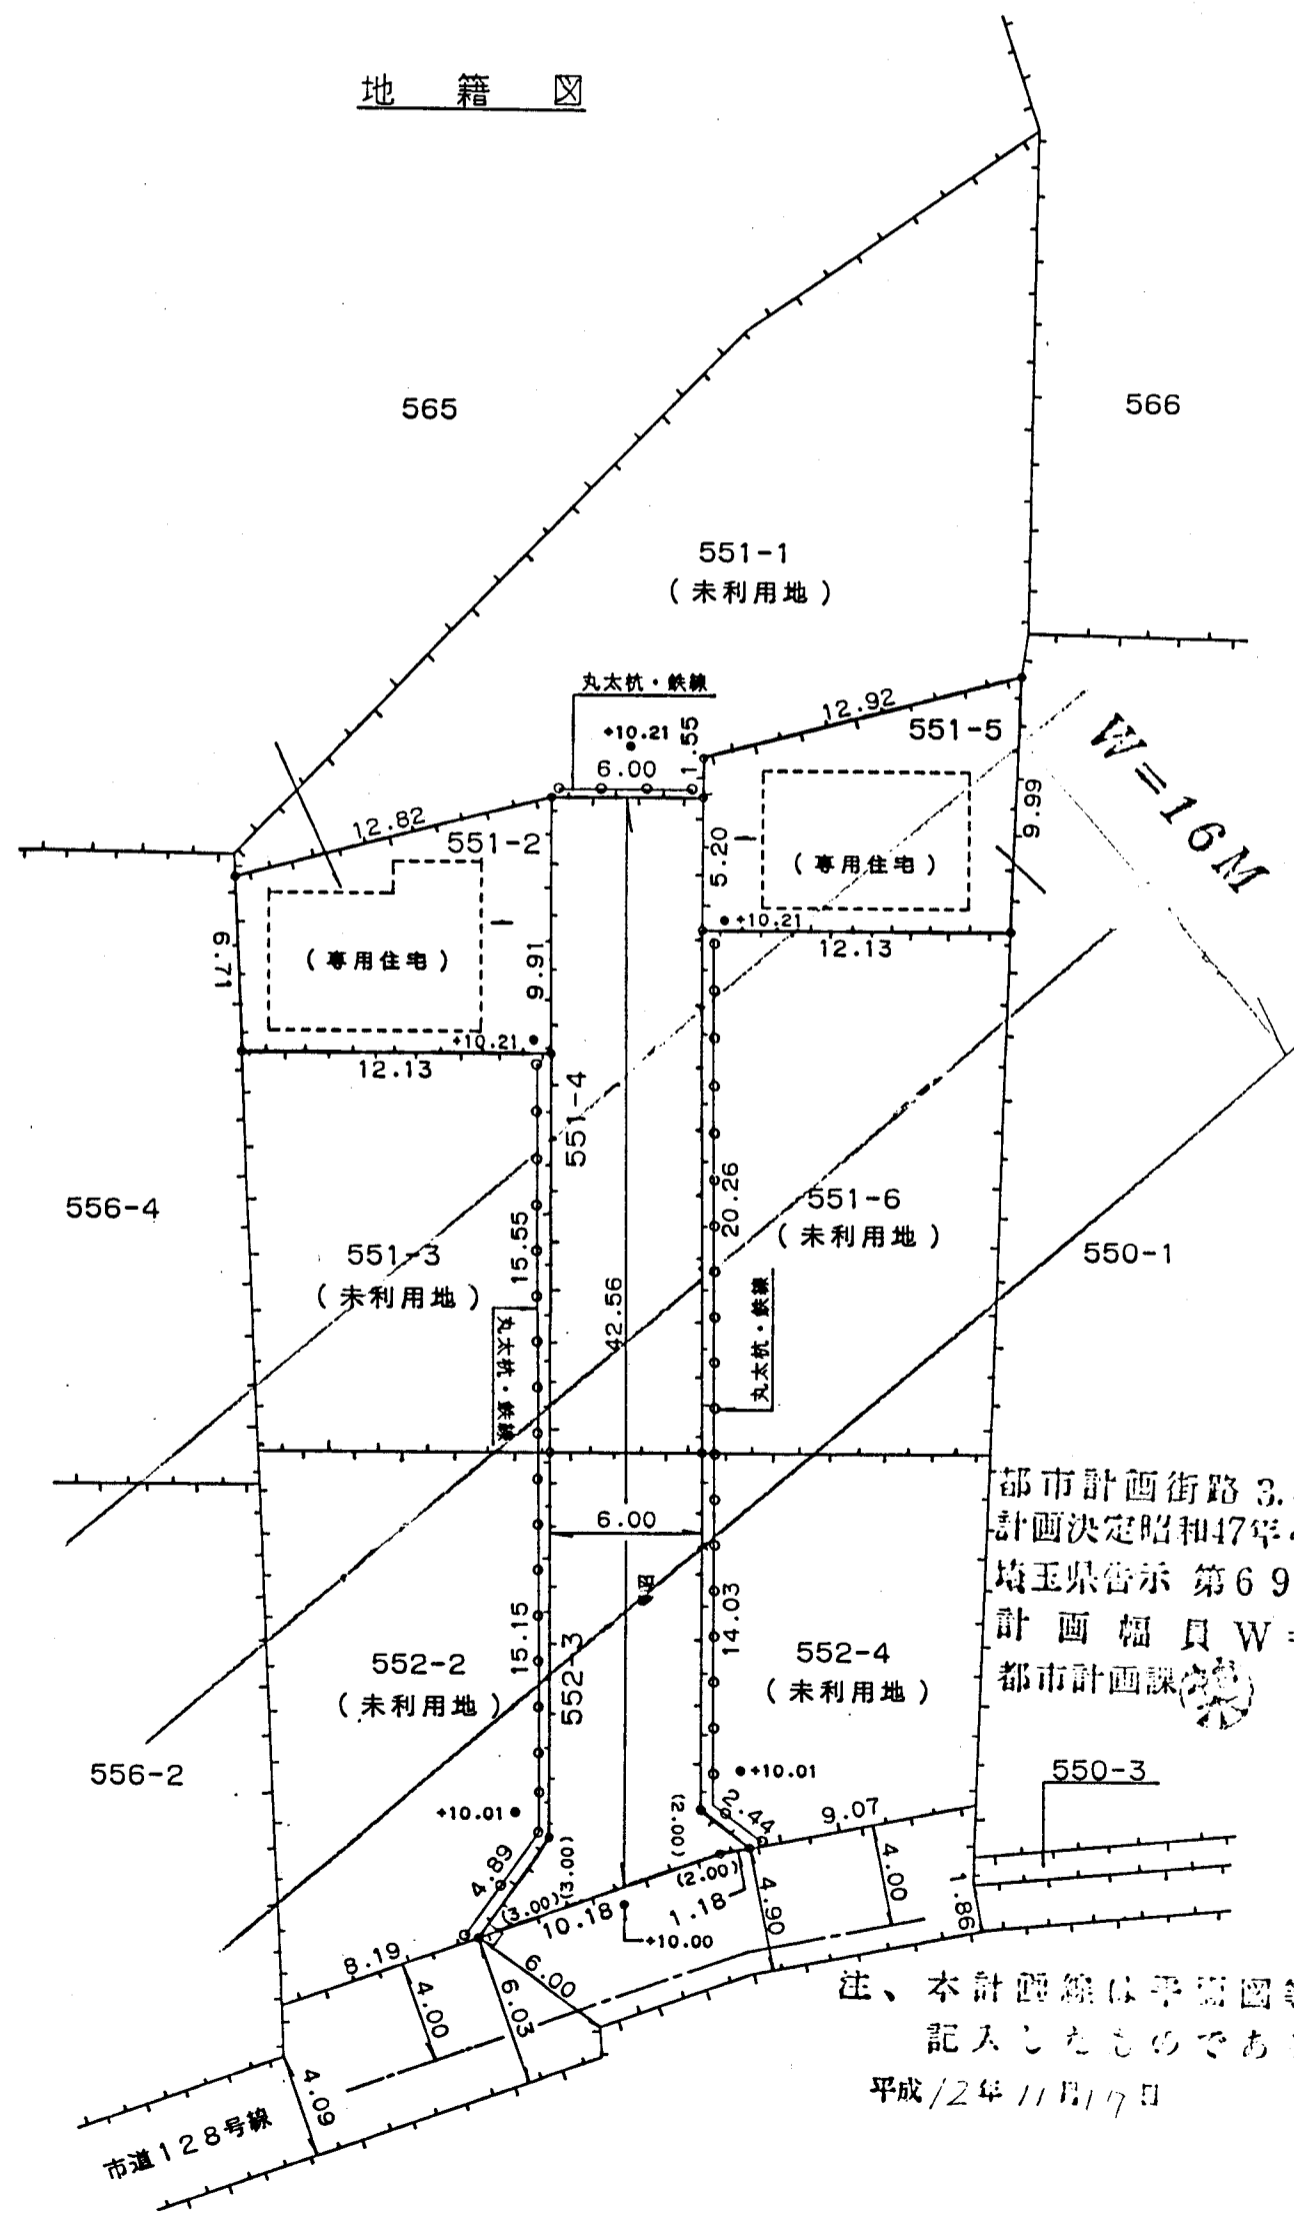 地籍図
565
566
551-1
(未利用地)
丸太杭・鉄線
+10.21
6.00
1.55
12.92
551-5
W=16M
9.99
12.82
551-2
5.20
(専用住宅)
+10.21
12.13
6.71
(専用住宅)
9.91
+10.21
12.13
551-4
556-4
551-3
(未利用地)
15.55
丸太杭・鉄線
42.56
20.26
551-6
(未利用地)
丸太杭・鉄線
550-1
6.00
都市計画街路 3.
計画決定昭和47年
埼玉県告示 第69
計画幅員 W=
都市計画課
15.15
552-3
14.03
552-2
(未利用地)
552-4
(未利用地)
556-2
550-3
+10.01
+10.01
2.44
(2.00)
9.07
4.00
1.86
4.89
(3.00)
(3.00)
10.18
(2.00)
1.18
4.90
+10.00
8.19
4.00
6.03
6.00
4.09
市道128号線
注、本計画線は平面図等
記入したものであ
平成12年11月17日